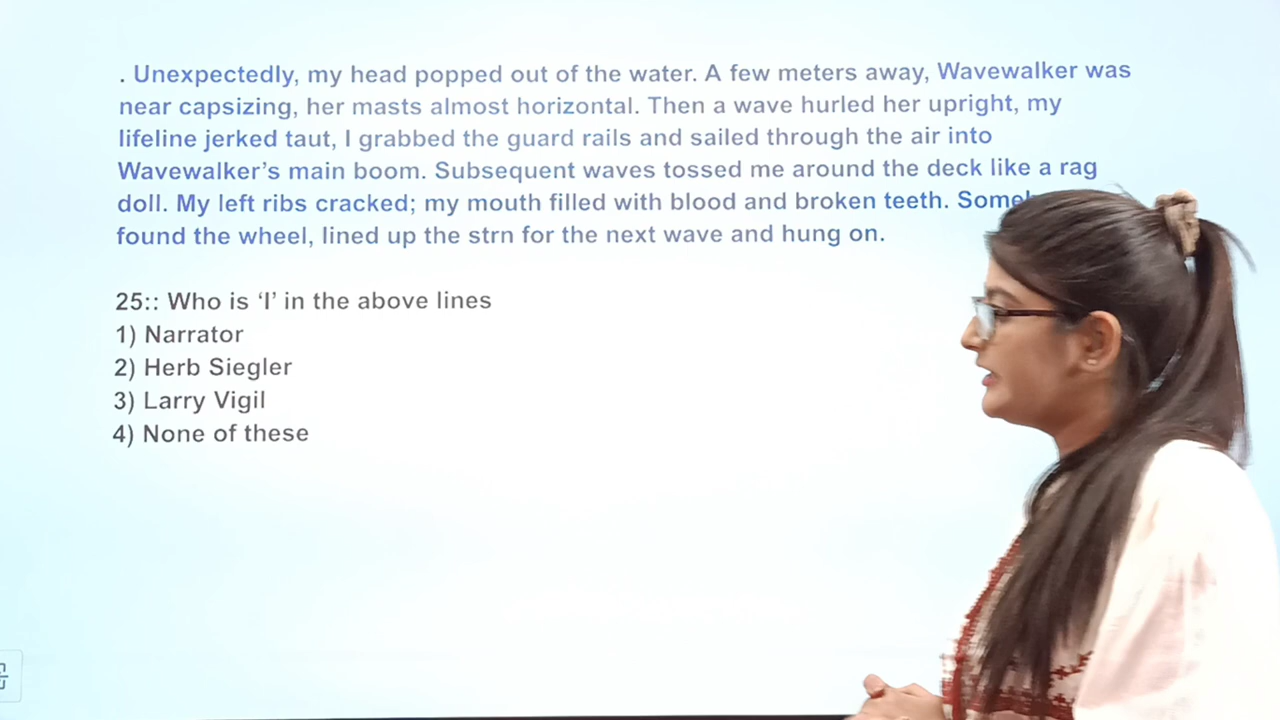 . Unexpectedly, my head popped out of the water. A few meters away, Wavewalker was
near capsizing, her masts almost horizontal. Then a wave hurled her upright, my
lifeline jerked taut, I grabbed the guard rails and sailed through the air into
Wavewalker’s main boom. Subsequent waves tossed me around the deck like a rag
doll. My left ribs cracked; my mouth filled with blood and broken teeth.
found the wheel, lined up the strn for the next wave and hung on.
25:: Who is ‘I’ in the above lines
1) Narrator
2) Herb Siegler
3) Larry Vigil
4) None of these